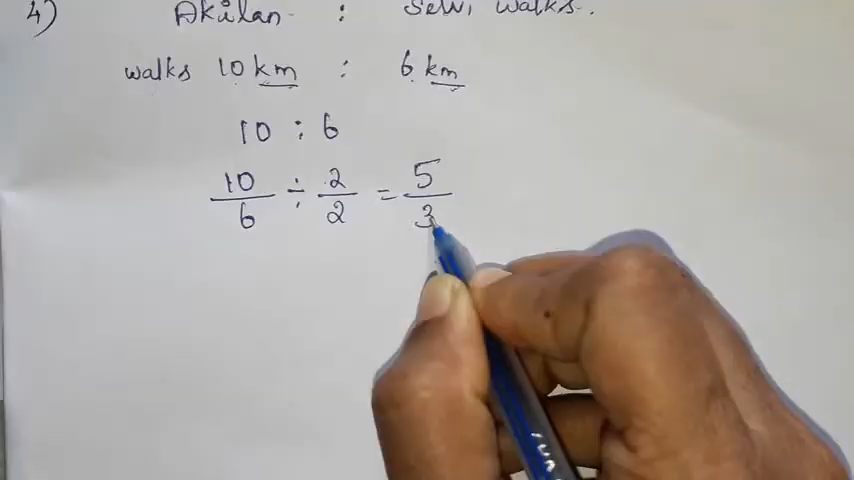 4) Akilan : Selvi walks.
walks 10 km : 6 km
10 : 6
10/6 ÷ 2/2 = 5/3